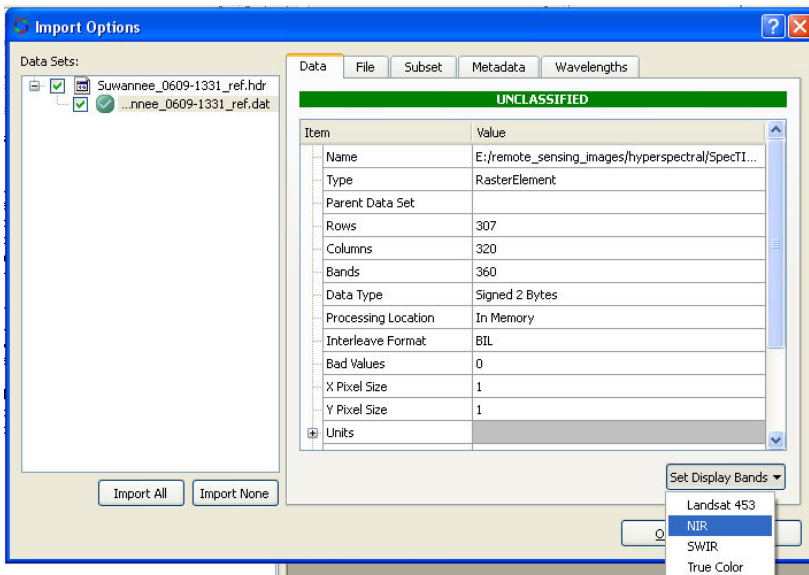 Import Options
Data Sets:
Suwannee_0609-1331_ref.hdr
...nnee_0609-1331_ref.dat
Import All Import None
Data File Subset Metadata Wavelengths
UNCLASSIFIED
Item Value
Name E:/remote_sensing_images/hyperspectral/SpecTI...
Type RasterElement
Parent Data Set
Rows 307
Columns 320
Bands 360
Data Type Signed 2 Bytes
Processing Location In Memory
Interleave Format BIL
Bad Values 0
X Pixel Size 1
Y Pixel Size 1
Units
Set Display Bands
Landsat 453
NIR
SWIR
True Color